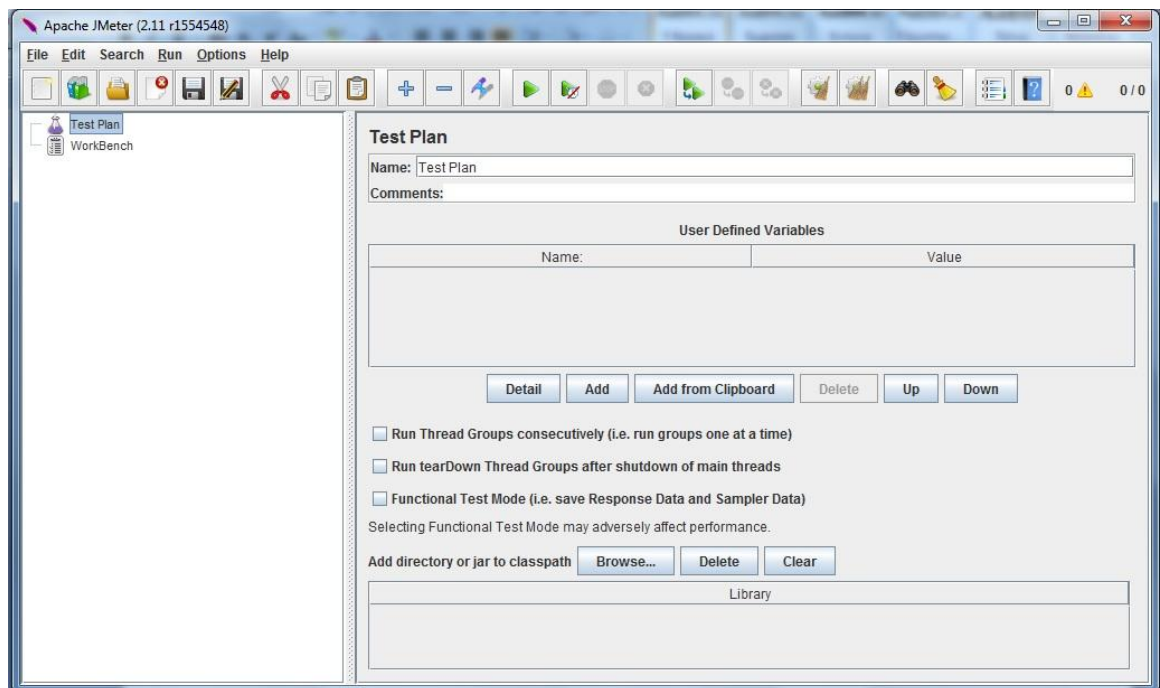 Apache JMeter (2.11 r1554548)
File Edit Search Run Options Help
0 0 / 0
Test Plan
WorkBench
Test Plan
Name: Test Plan
Comments:
User Defined Variables
Name: Value
Detail Add Add from Clipboard Delete Up Down
Run Thread Groups consecutively (i.e. run groups one at a time)
Run tearDown Thread Groups after shutdown of main threads
Functional Test Mode (i.e. save Response Data and Sampler Data)
Selecting Functional Test Mode may adversely affect performance.
Add directory or jar to classpath Browse... Delete Clear
Library